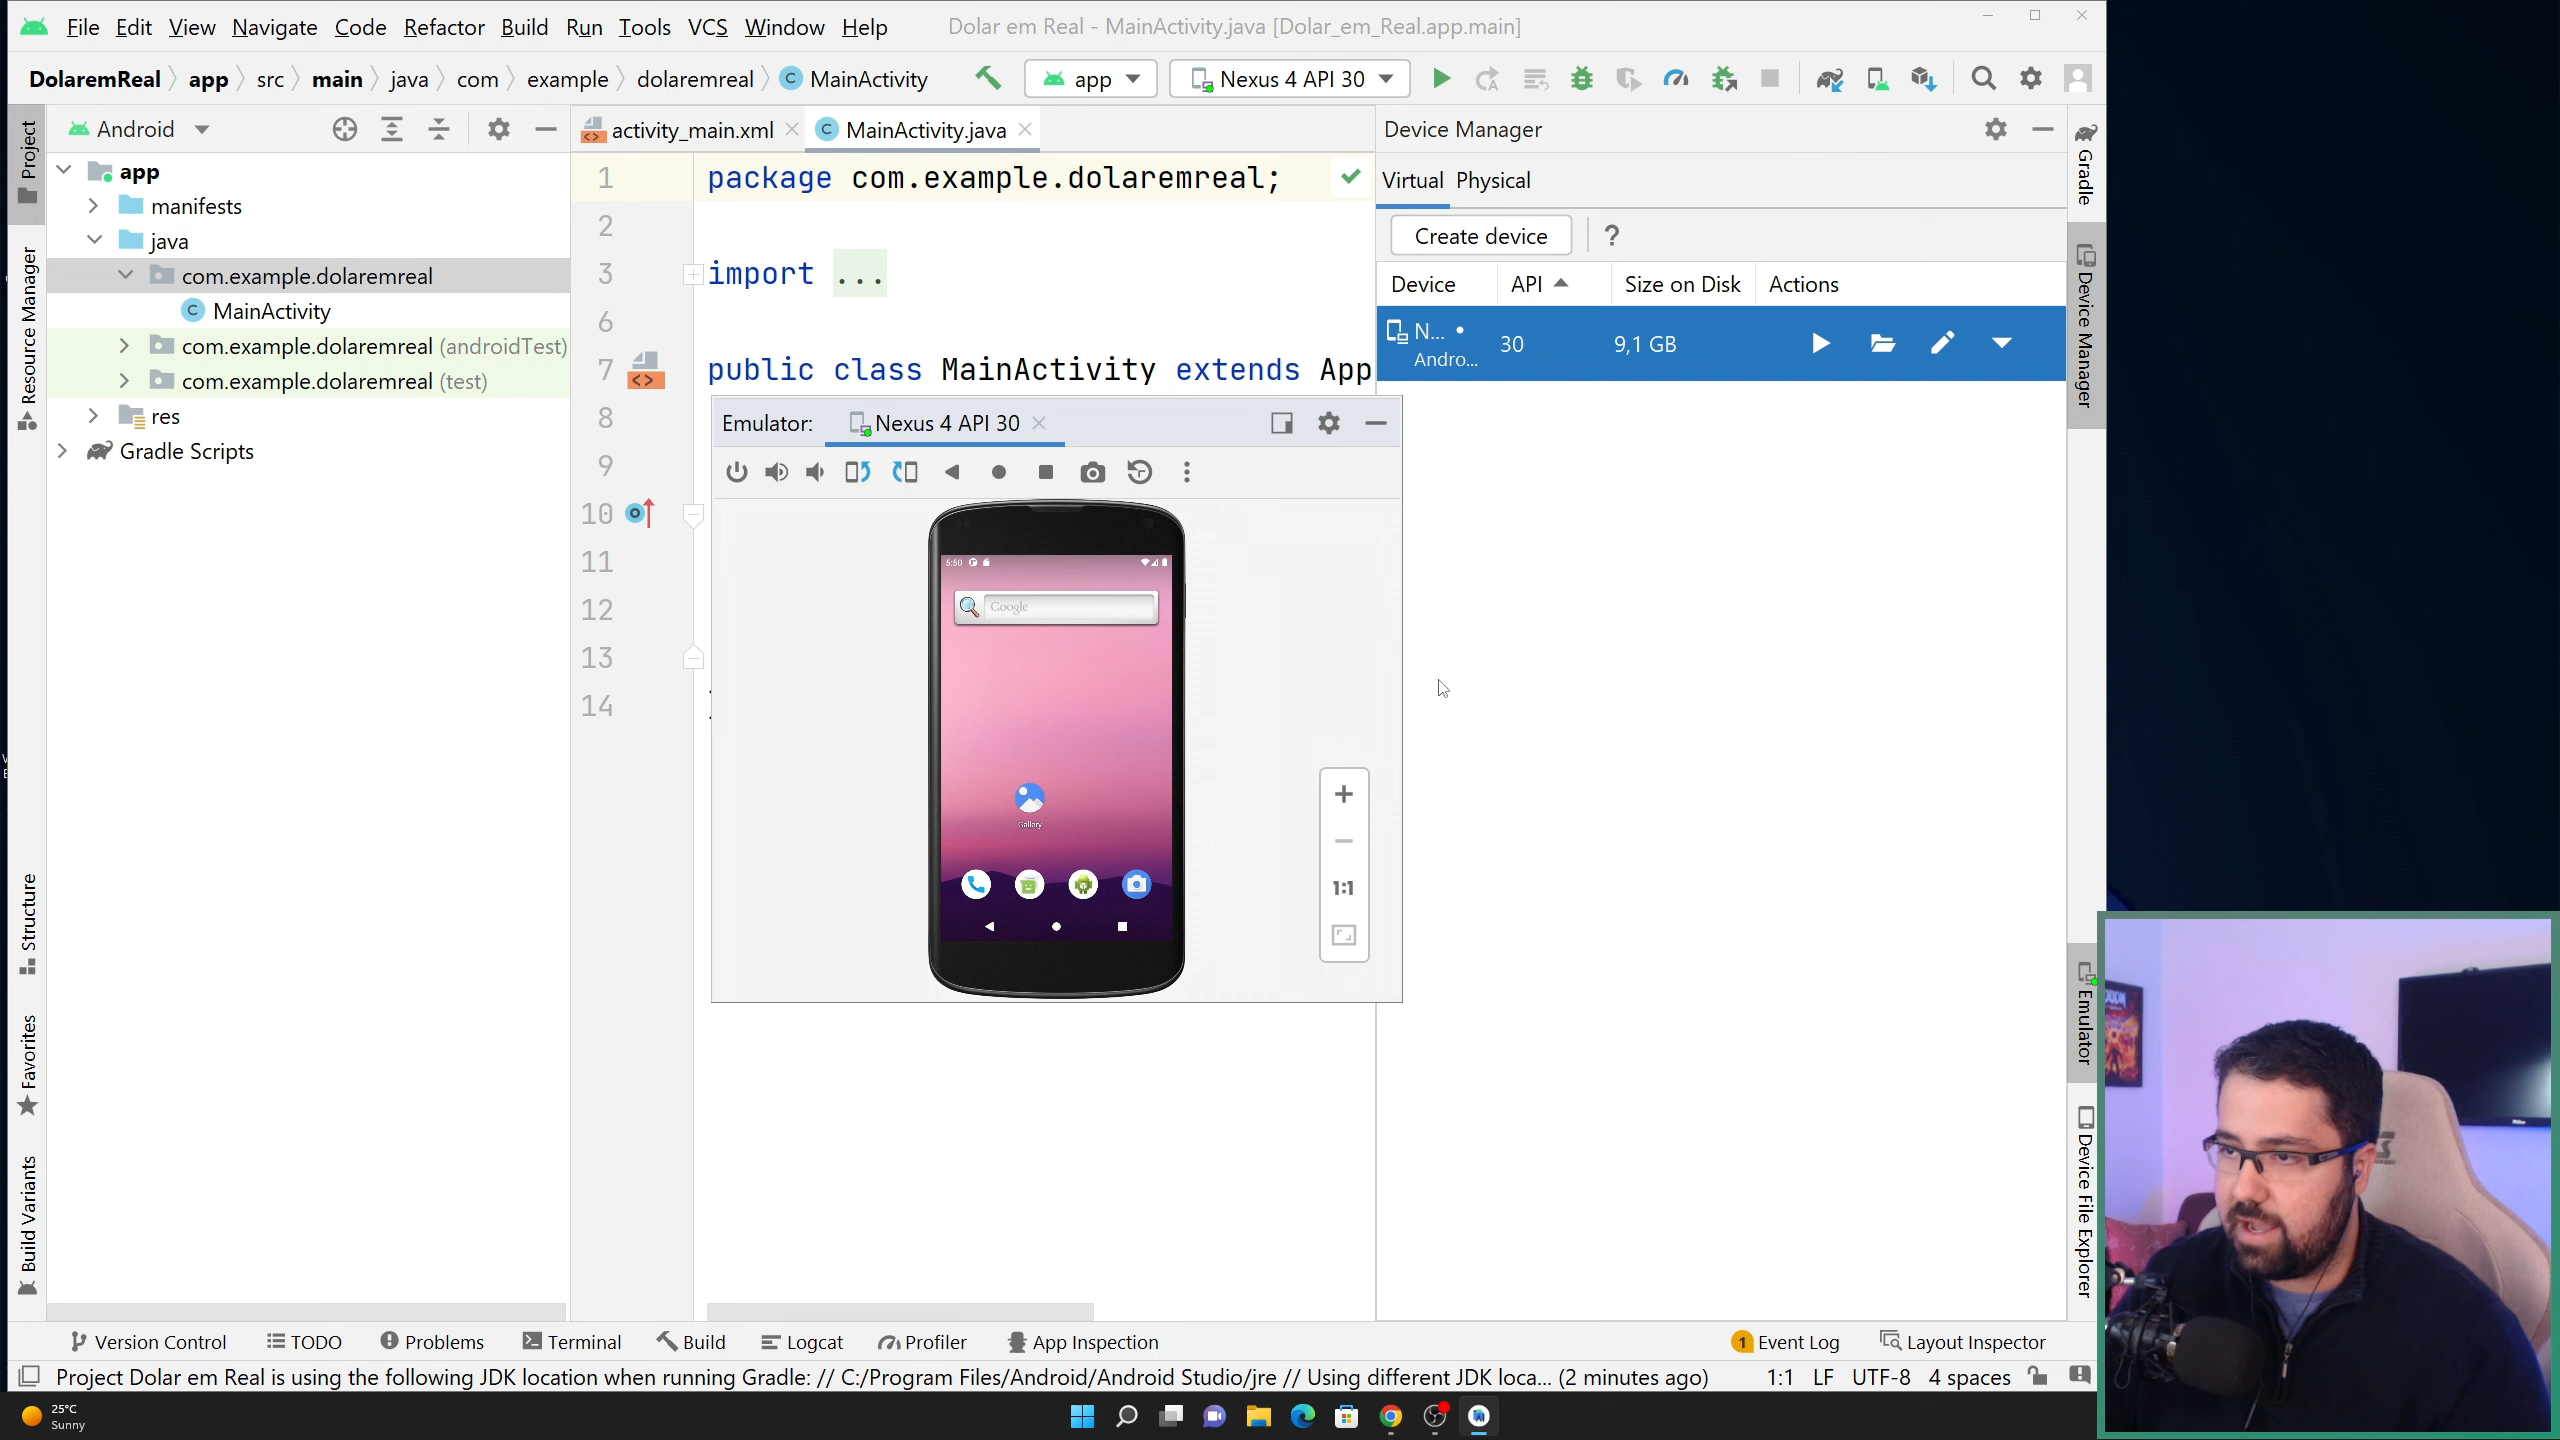 File Edit View Navigate Code Refactor Build Run Tools VCS Window Help Dolar em Real - MainActivity.java [Dolar_em_Real.app.main]
DolaremReal app src main java com example dolaremreal MainActivity app Nexus 4 API 30
Android
activity_main.xml MainActivity.java
Device Manager
Project
Resource Manager
Structure
Favorites
Build Variants
app
manifests
java
com.example.dolaremreal
MainActivity
com.example.dolaremreal (androidTest)
com.example.dolaremreal (test)
res
Gradle Scripts
1 package com.example.dolaremreal;
2
3 import ...
6
7 public class MainActivity extends App
8
9
10
11
12
13
14
Emulator: Nexus 4 API 30
5:50
Google
Gallery
1:1
Virtual Physical
Create device ?
Device API Size on Disk Actions
N... 30 9,1 GB
Andro...
Gradle
Device Manager
Emulator
Device File Explorer
Version Control TODO Problems Terminal Build Logcat Profiler App Inspection 1 Event Log Layout Inspector
Project Dolar em Real is using the following JDK location when running Gradle: // C:/Program Files/Android/Android Studio/jre // Using different JDK loca... (2 minutes ago) 1:1 LF UTF-8 4 spaces
25°C
Sunny